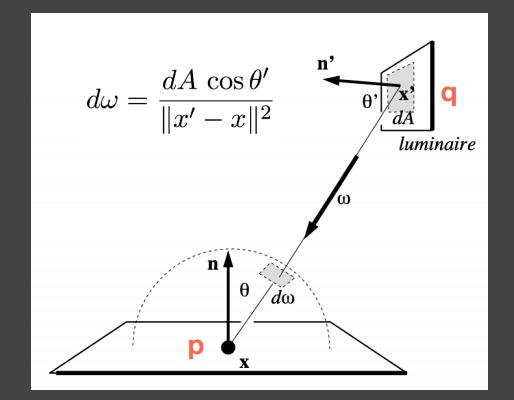 dω = dA cos θ′ / ‖x′ − x‖²
n’
θ’
x’
q
dA
luminaire
ω
n
θ
dω
p
x